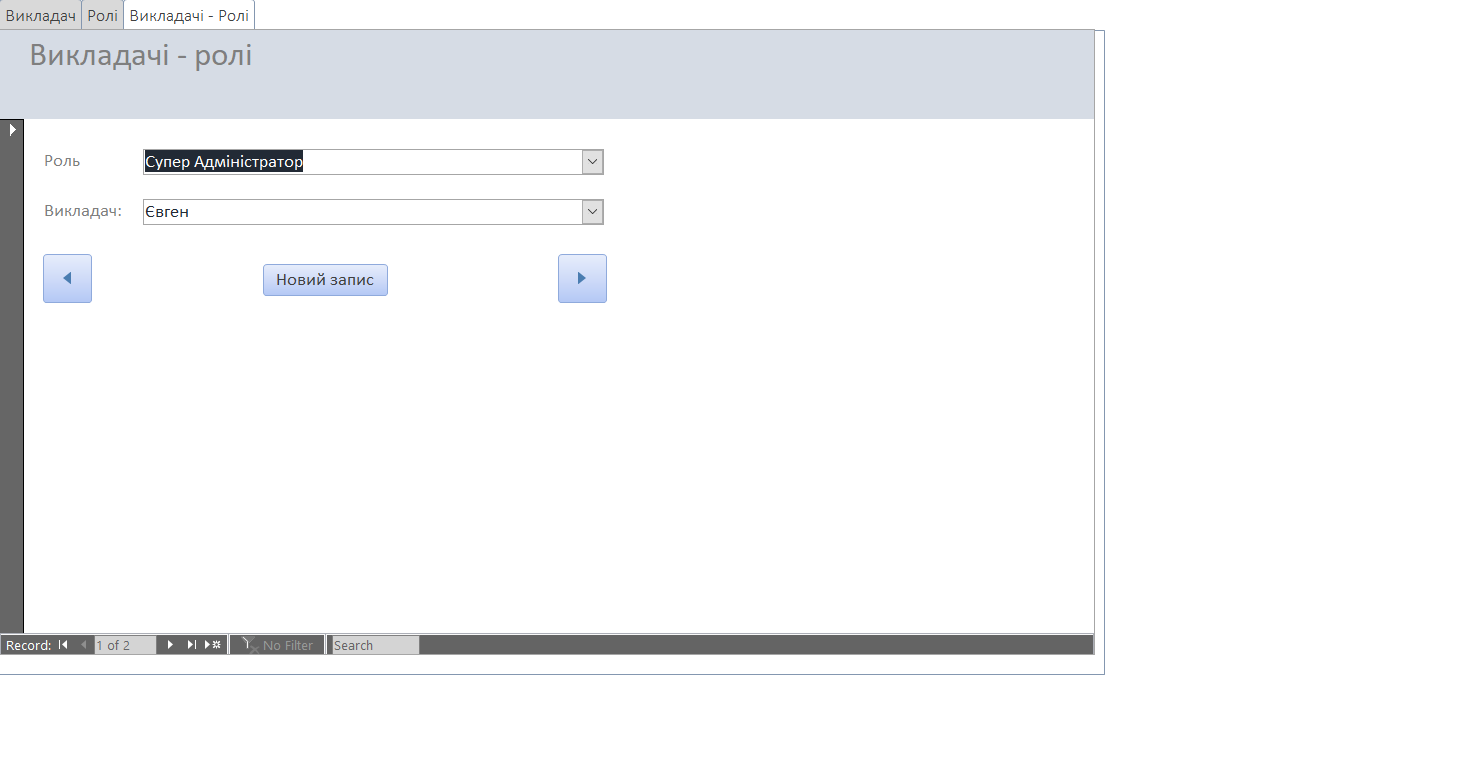 Викладач Ролі Викладачі - Ролі
Викладачі - ролі
Роль Супер Адміністратор
Викладач: Євген
Новий запис
Record: 1 of 2 No Filter Search